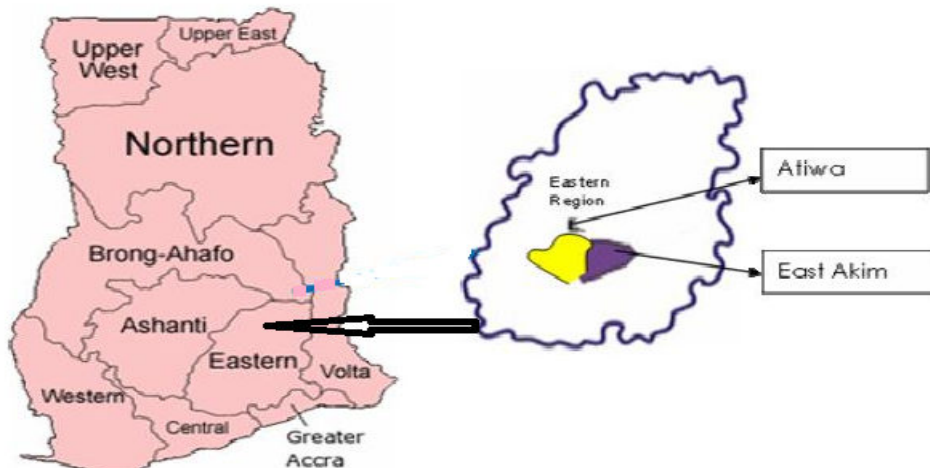 Upper East
Upper
West
Northern
Eastern
Region
Atiwa
Brong-Ahafo
East Akim
Ashanti
Eastern
Volta
Western
Central
Greater
Accra